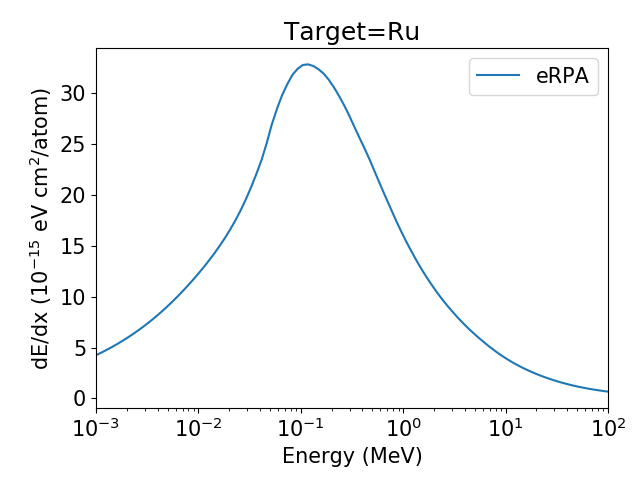 Target=Ru
eRPA
dE/dx (10⁻¹⁵ eV cm²/atom)
30
25
20
15
10
5
0
10⁻³ 10⁻² 10⁻¹ 10⁰ 10¹ 10²
Energy (MeV)